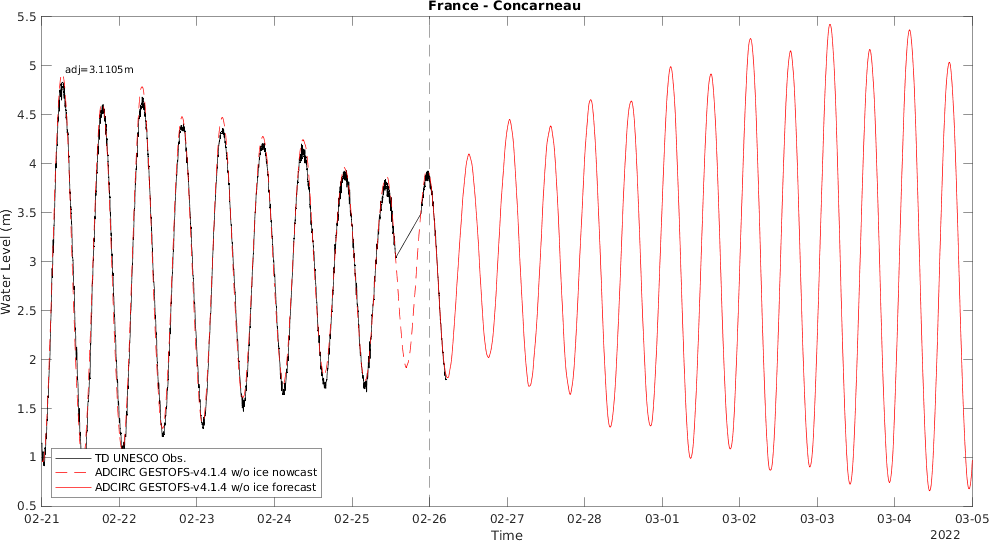 France - Concarneau
adj=3.1105m
5.5
5
4.5
4
3.5
3
2.5
2
1.5
1
0.5
Water Level (m)
TD UNESCO Obs.
ADCIRC GESTOFS-v4.1.4 w/o ice nowcast
ADCIRC GESTOFS-v4.1.4 w/o ice forecast
02-21 02-22 02-23 02-24 02-25 02-26 02-27 02-28 03-01 03-02 03-03 03-04 03-05
Time
2022